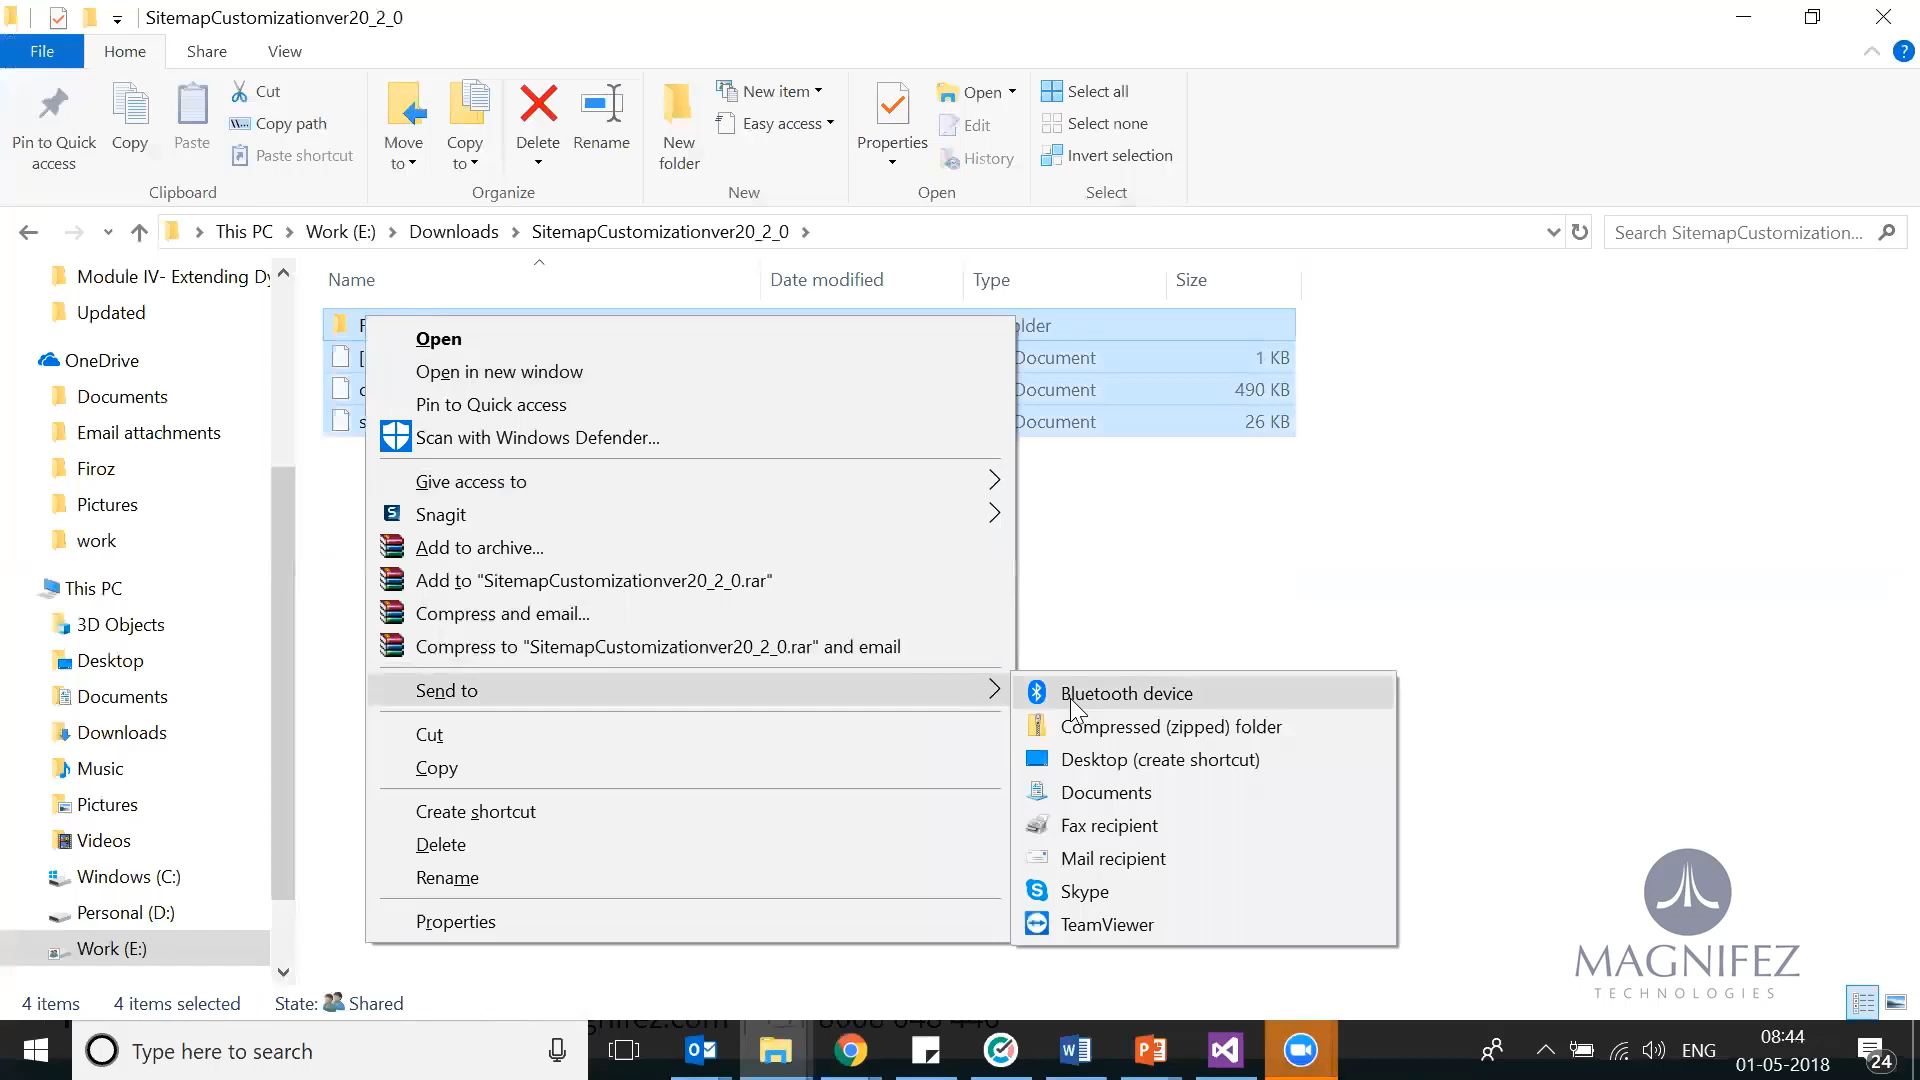 SitemapCustomizationver20_2_0
File
Home
Share
View
Pin to Quick access
Copy
Paste
Cut
Copy path
Paste shortcut
Clipboard
Move to
Copy to
Delete
Rename
Organize
New folder
New item
Easy access
New
Properties
Open
Edit
History
Open
Select all
Select none
Invert selection
Select
This PC
Work (E:)
Downloads
SitemapCustomizationver20_2_0
Search SitemapCustomization...
Module IV- Extending Dy
Updated
OneDrive
Documents
Email attachments
Firoz
Pictures
work
This PC
3D Objects
Desktop
Documents
Downloads
Music
Pictures
Videos
Windows (C:)
Personal (D:)
Work (E:)
Name
Date modified
Type
Size
Document
1 KB
Document
490 KB
Document
26 KB
Open
Open in new window
Pin to Quick access
Scan with Windows Defender...
Give access to
Snagit
Add to archive...
Add to "SitemapCustomizationver20_2_0.rar"
Compress and email...
Compress to "SitemapCustomizationver20_2_0.rar" and email
Send to
Cut
Copy
Create shortcut
Delete
Rename
Properties
Bluetooth device
Compressed (zipped) folder
Desktop (create shortcut)
Documents
Fax recipient
Mail recipient
Skype
TeamViewer
MAGNIFEZ
TECHNOLOGIES
4 items
4 items selected
State: Shared
Type here to search
ENG
08:44
01-05-2018
24